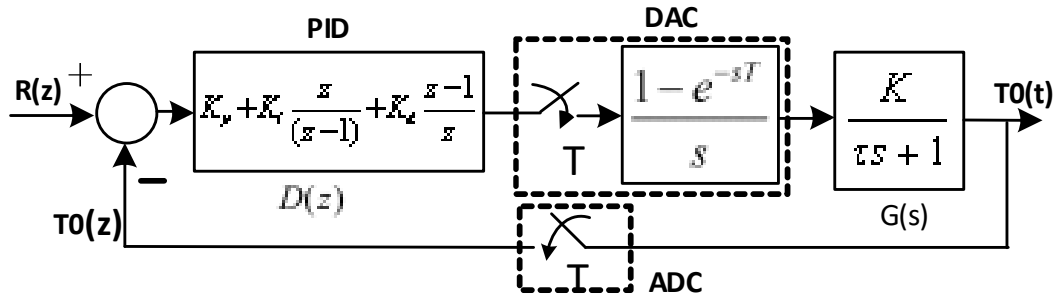 PID
DAC
R(z)
+
K_p + K_i z/(z-1) + K_d z-1/z
1 - e^{-sT}/s
K/τs + 1
T0(t)
T
D(z)
G(s)
−
T0(z)
T
ADC